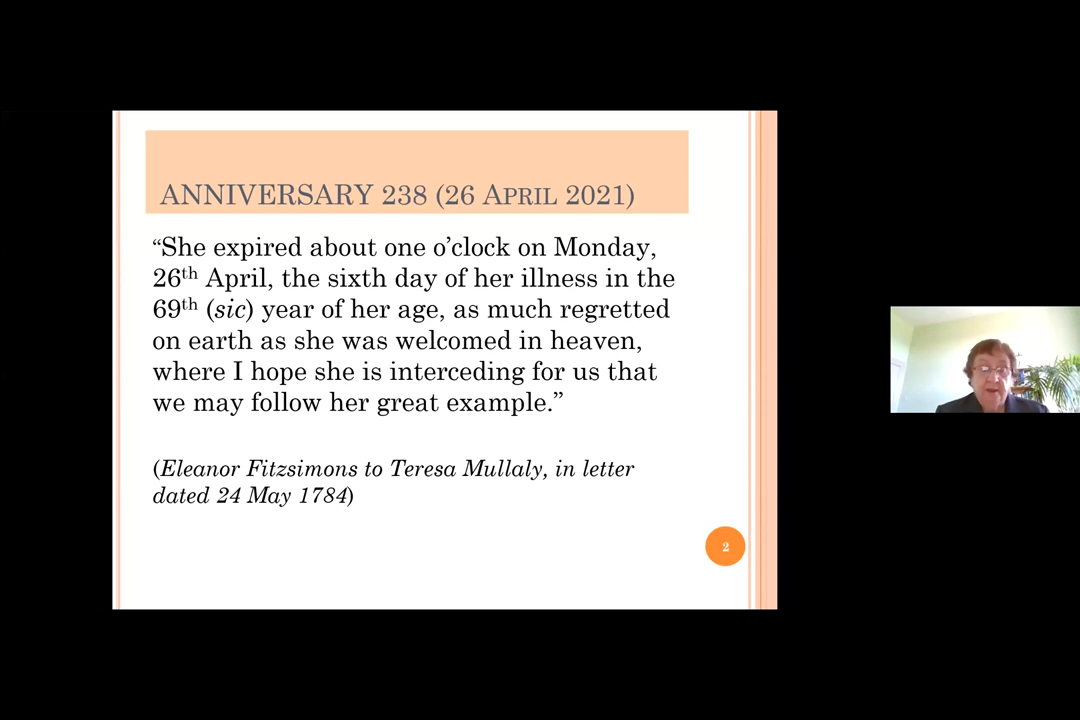 ANNIVERSARY 238 (26 APRIL 2021)
“She expired about one o’clock on Monday,
26th April, the sixth day of her illness in the
69th (sic) year of her age, as much regretted
on earth as she was welcomed in heaven,
where I hope she is interceding for us that
we may follow her great example.”
(Eleanor Fitzsimons to Teresa Mullaly, in letter
dated 24 May 1784)
2